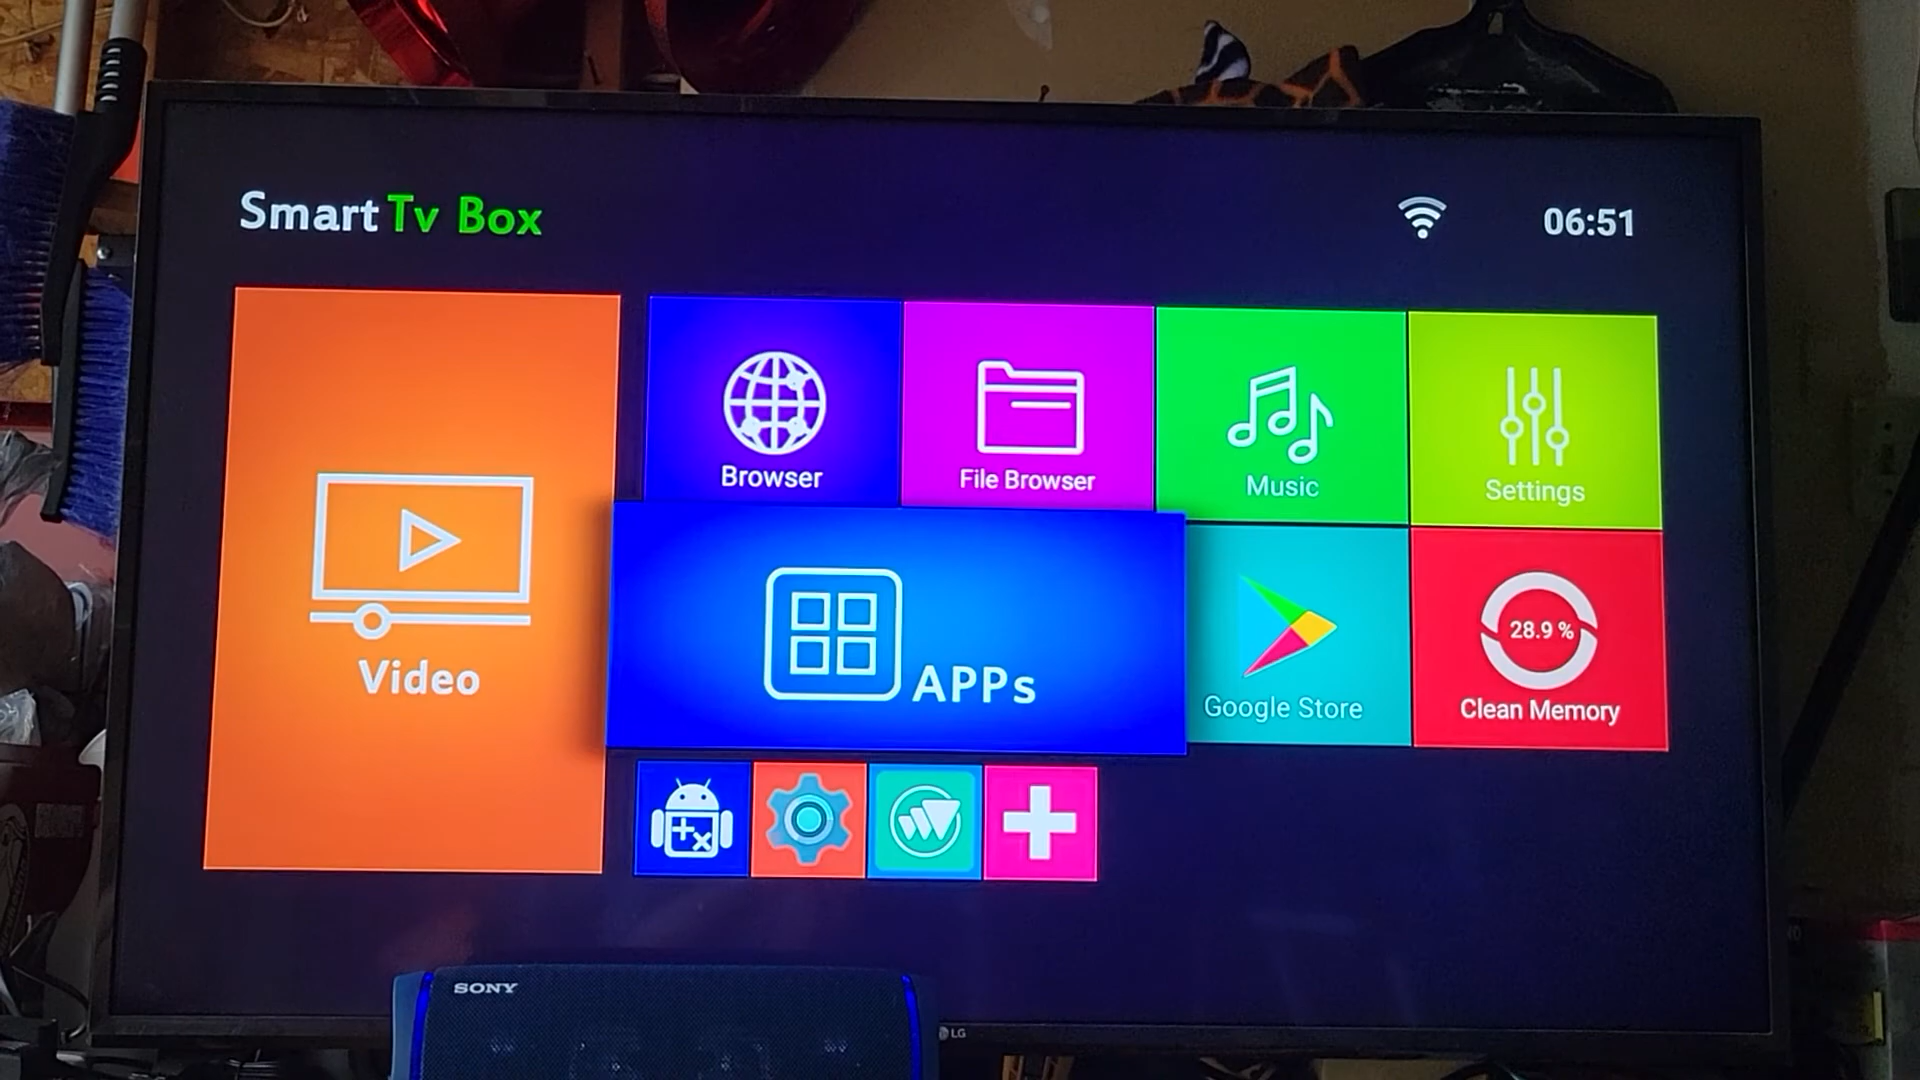 Smart Tv Box
06:51
Browser
File Browser
Music
Settings
Video
APPs
Google Store
28.9 %
Clean Memory
SONY
LG